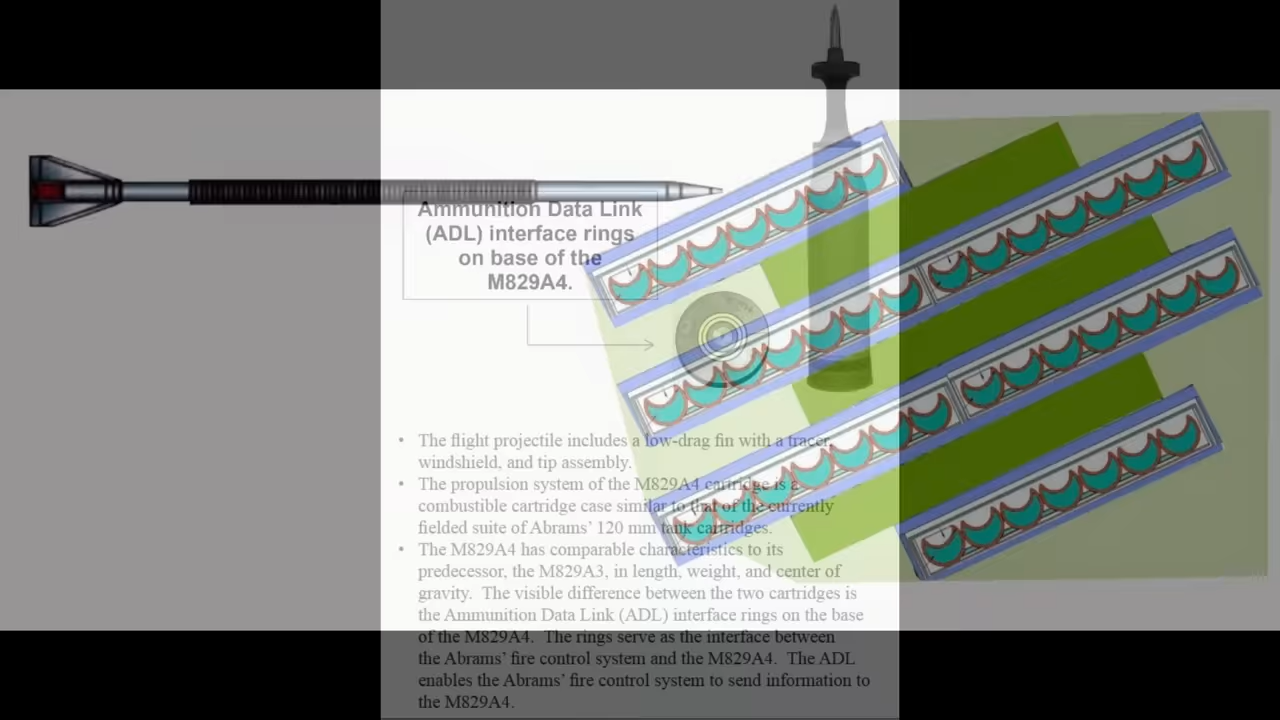 Ammunition Data Link
(ADL) interface rings
on base of the
M829A4.
• The flight projectile includes a low-drag fin with a tracer,
windshield, and tip assembly.
• The propulsion system of the M829A4 cartridge is a
combustible cartridge case similar to that of the currently
fielded suite of Abrams’ 120 mm tank cartridges.
• The M829A4 has comparable characteristics to its
predecessor, the M829A3, in length, weight, and center of
gravity.  The visible difference between the two cartridges is
the Ammunition Data Link (ADL) interface rings on the base
of the M829A4.  The rings serve as the interface between
the Abrams’ fire control system and the M829A4.  The ADL
enables the Abrams’ fire control system to send information to
the M829A4.